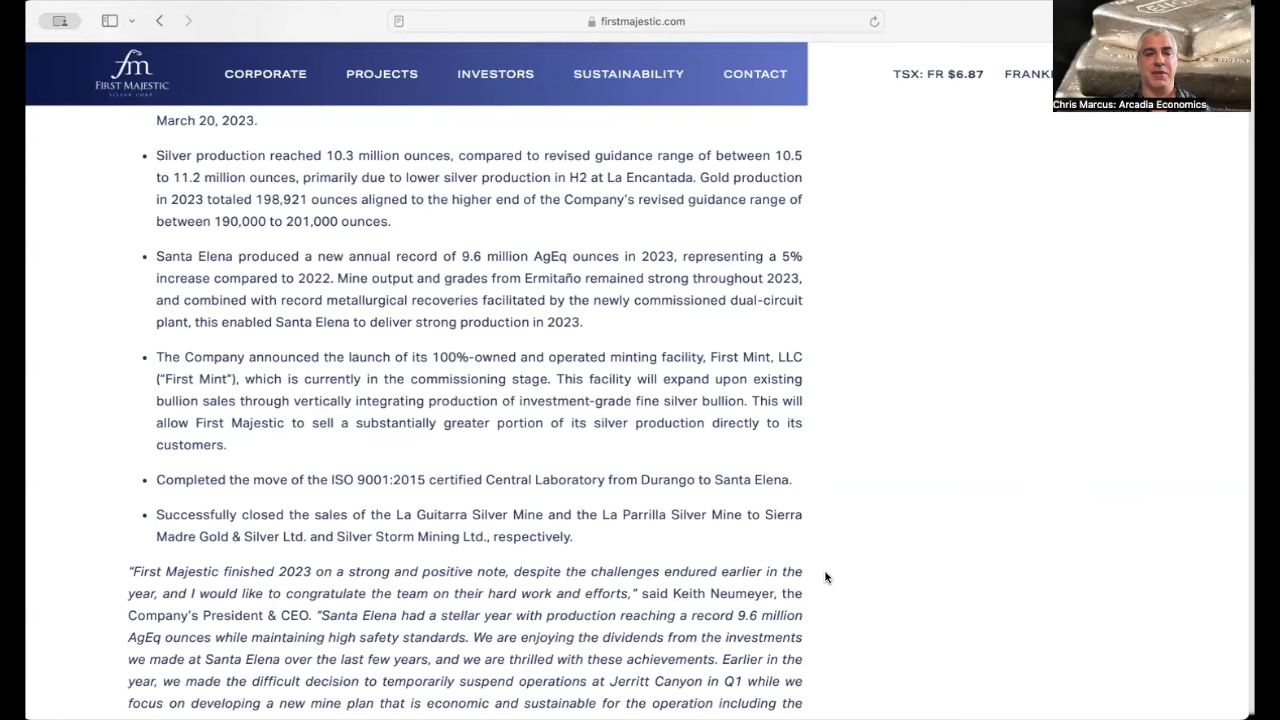 firstmajestic.com
fm
FIRST MAJESTIC
SILVER CORP.
CORPORATE PROJECTS INVESTORS SUSTAINABILITY CONTACT
TSX: FR $6.87 FRANK
Chris Marcus: Arcadia Economics
March 20, 2023.
• Silver production reached 10.3 million ounces, compared to revised guidance range of between 10.5
to 11.2 million ounces, primarily due to lower silver production in H2 at La Encantada. Gold production
in 2023 totaled 198,921 ounces aligned to the higher end of the Company's revised guidance range of
between 190,000 to 201,000 ounces.
• Santa Elena produced a new annual record of 9.6 million AgEq ounces in 2023, representing a 5%
increase compared to 2022. Mine output and grades from Ermitaño remained strong throughout 2023,
and combined with record metallurgical recoveries facilitated by the newly commissioned dual-circuit
plant, this enabled Santa Elena to deliver strong production in 2023.
• The Company announced the launch of its 100%-owned and operated minting facility, First Mint, LLC
("First Mint"), which is currently in the commissioning stage. This facility will expand upon existing
bullion sales through vertically integrating production of investment-grade fine silver bullion. This will
allow First Majestic to sell a substantially greater portion of its silver production directly to its
customers.
• Completed the move of the ISO 9001:2015 certified Central Laboratory from Durango to Santa Elena.
• Successfully closed the sales of the La Guitarra Silver Mine and the La Parrilla Silver Mine to Sierra
Madre Gold & Silver Ltd. and Silver Storm Mining Ltd., respectively.
"First Majestic finished 2023 on a strong and positive note, despite the challenges endured earlier in the
year, and I would like to congratulate the team on their hard work and efforts," said Keith Neumeyer, the
Company's President & CEO. "Santa Elena had a stellar year with production reaching a record 9.6 million
AgEq ounces while maintaining high safety standards. We are enjoying the dividends from the investments
we made at Santa Elena over the last few years, and we are thrilled with these achievements. Earlier in the
year, we made the difficult decision to temporarily suspend operations at Jerritt Canyon in Q1 while we
focus on developing a new mine plan that is economic and sustainable for the operation including the